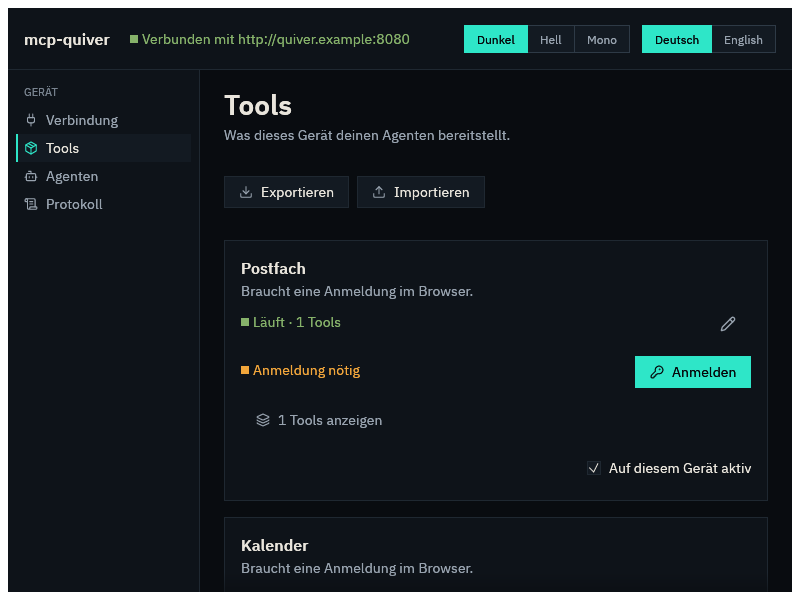 mcp-quiver
Verbunden mit http://quiver.example:8080
Dunkel
Hell
Mono
Deutsch
English
GERÄT
Verbindung
Tools
Agenten
Protokoll
Tools
Was dieses Gerät deinen Agenten bereitstellt.
Exportieren
Importieren
Postfach
Braucht eine Anmeldung im Browser.
Läuft · 1 Tools
Anmeldung nötig
Anmelden
1 Tools anzeigen
Auf diesem Gerät aktiv
Kalender
Braucht eine Anmeldung im Browser.